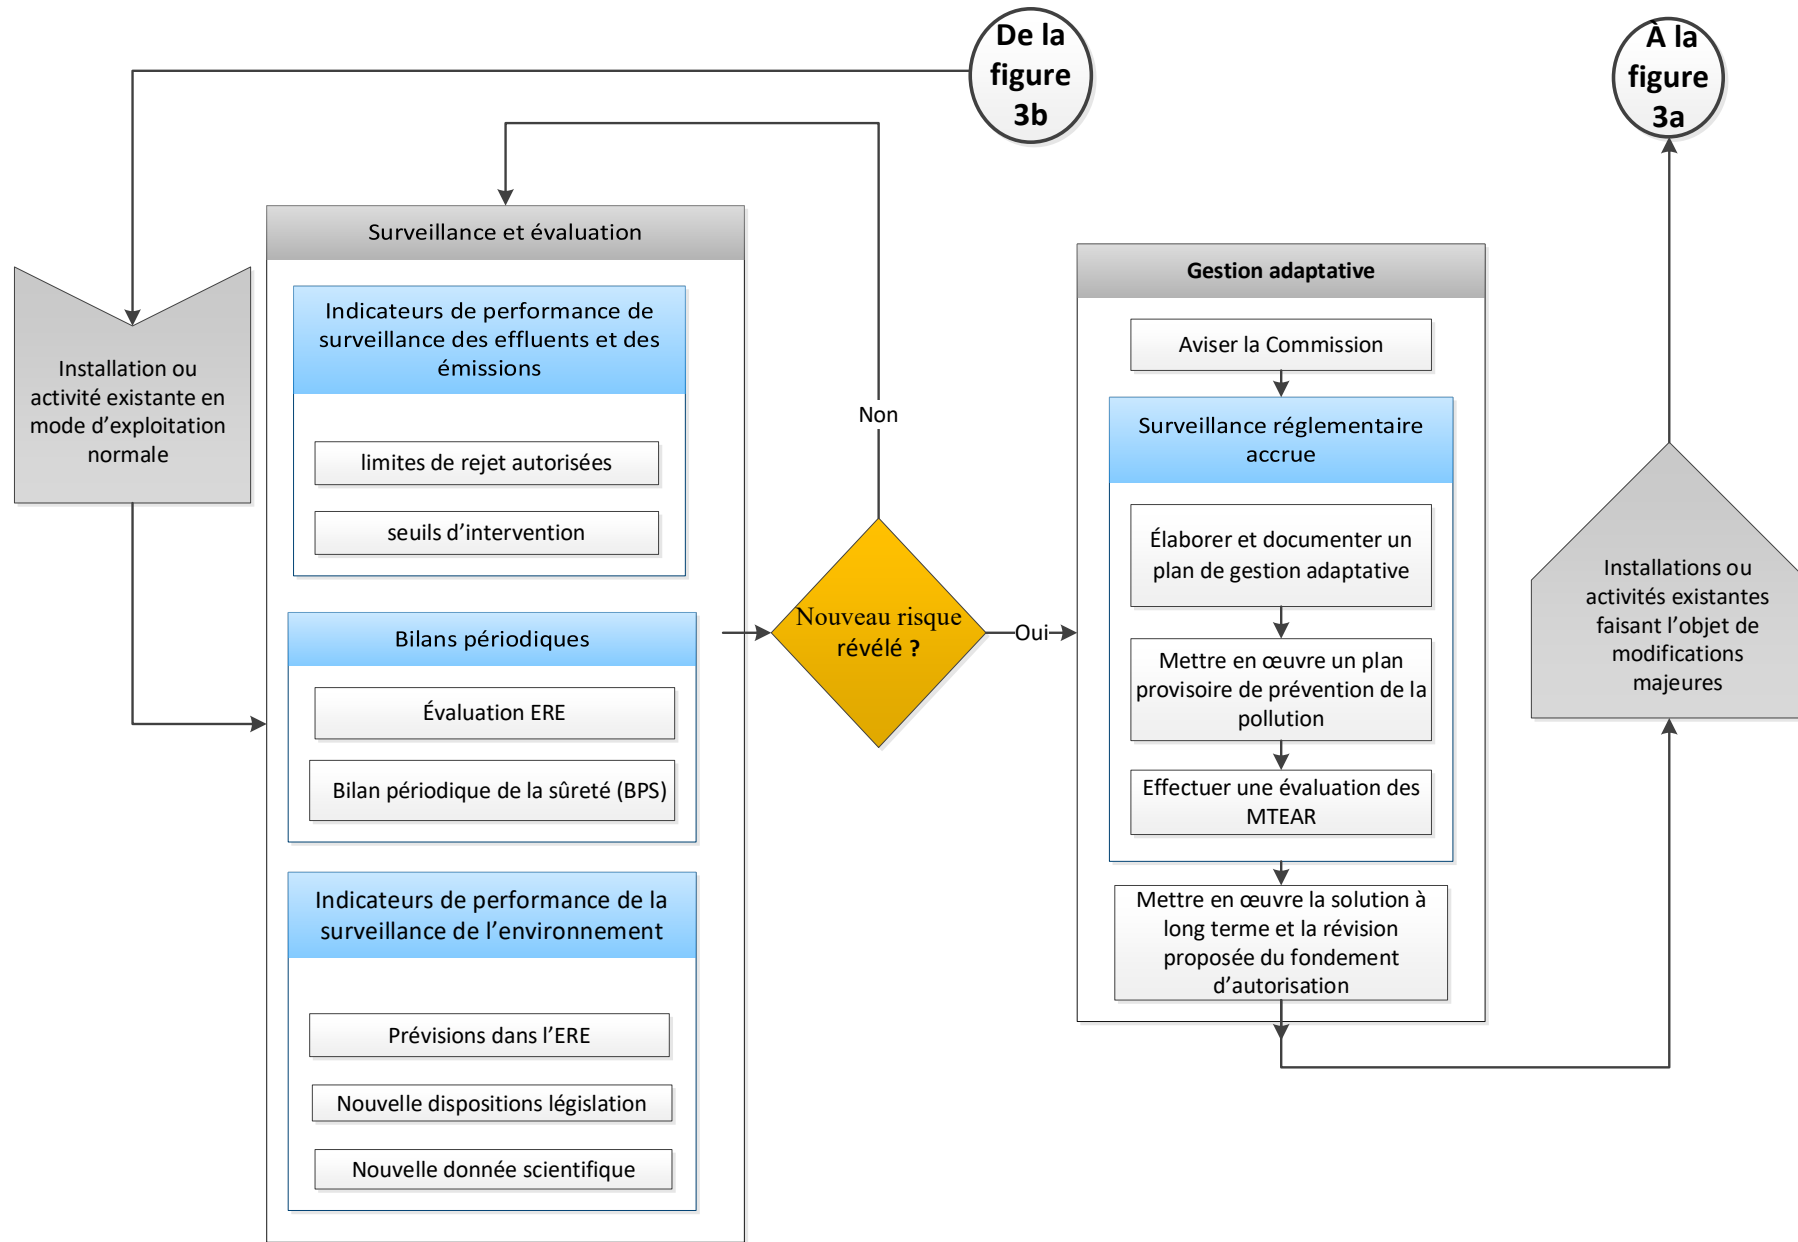 De la
figure
3b
À la
figure
3a
Installation ou
activité existante en
mode d’exploitation
normale
Surveillance et évaluation
Indicateurs de performance de
surveillance des effluents et des
émissions
limites de rejet autorisées
seuils d’intervention
Bilans périodiques
Évaluation ERE
Bilan périodique de la sûreté (BPS)
Indicateurs de performance de la
surveillance de l’environnement
Prévisions dans l’ERE
Nouvelle dispositions législation
Nouvelle donnée scientifique
Non
Nouveau risque
révélé ?
Oui
Gestion adaptative
Aviser la Commission
Surveillance réglementaire
accrue
Élaborer et documenter un
plan de gestion adaptative
Mettre en œuvre un plan
provisoire de prévention de la
pollution
Effectuer une évaluation des
MTEAR
Mettre en œuvre la solution à
long terme et la révision
proposée du fondement
d’autorisation
Installations ou
activités existantes
faisant l’objet de
modifications
majeures